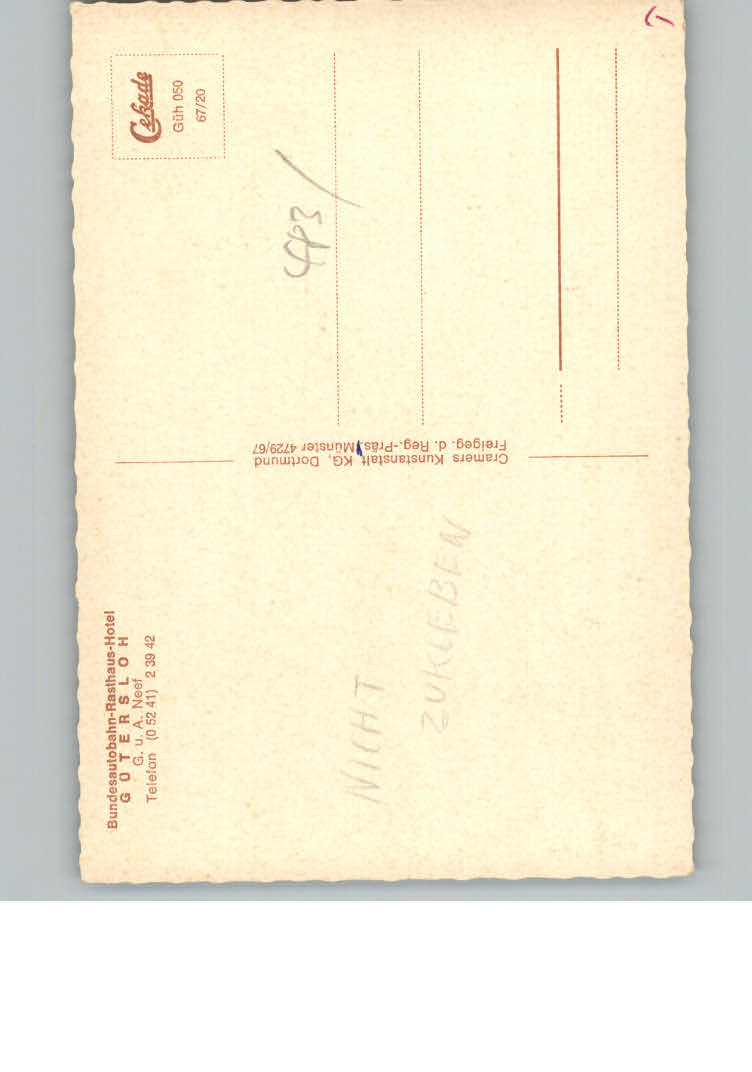 Bundesautobahn-Rasthaus-Hotel
GÜTERSLOH
G. u. A. Neef
Telefon (0 52 41) 2 39 42
NICHT
ZUKLEBEN
Cramers Kunstanstalt KG, Dortmund
Freigeg. d. Reg.-Präs. Münster 4729/67
Cekade
Güh 050
67/20